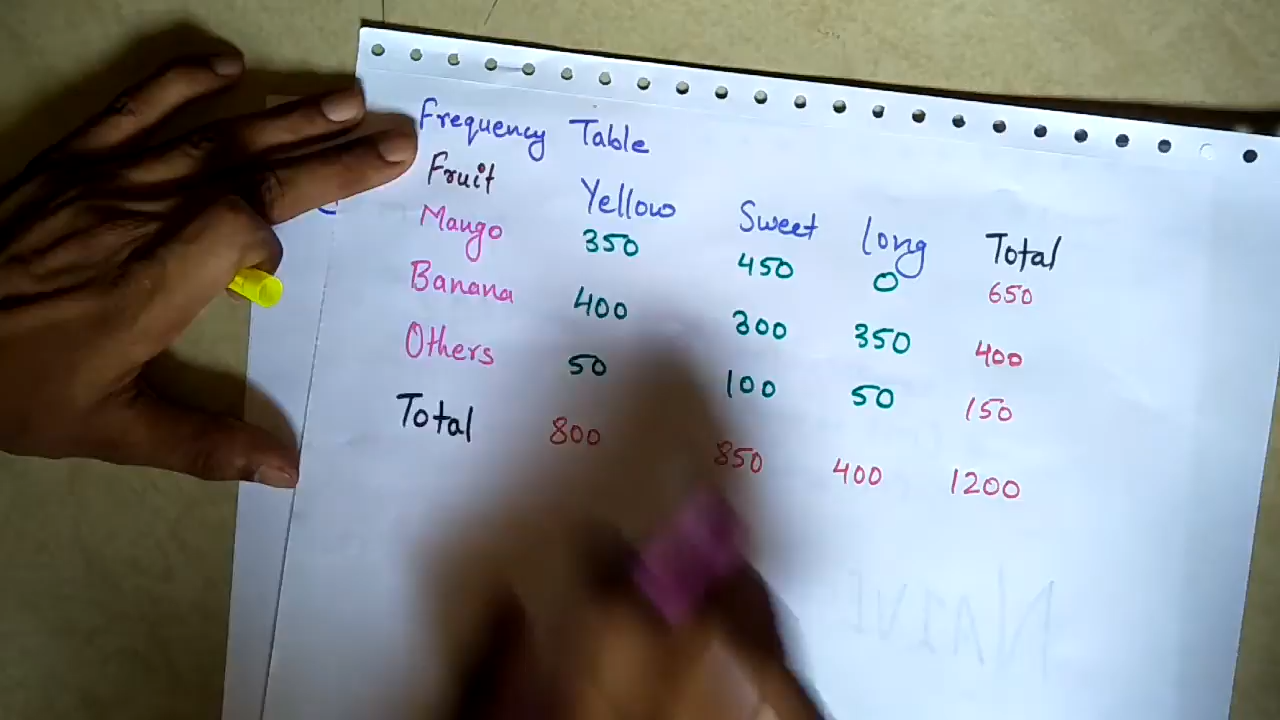 Frequency Table
Fruit Yellow Sweet long Total
Mango 350 450 0 650
Banana 400 300 350 400
Others 50 100 50 150
Total 800 850 400 1200